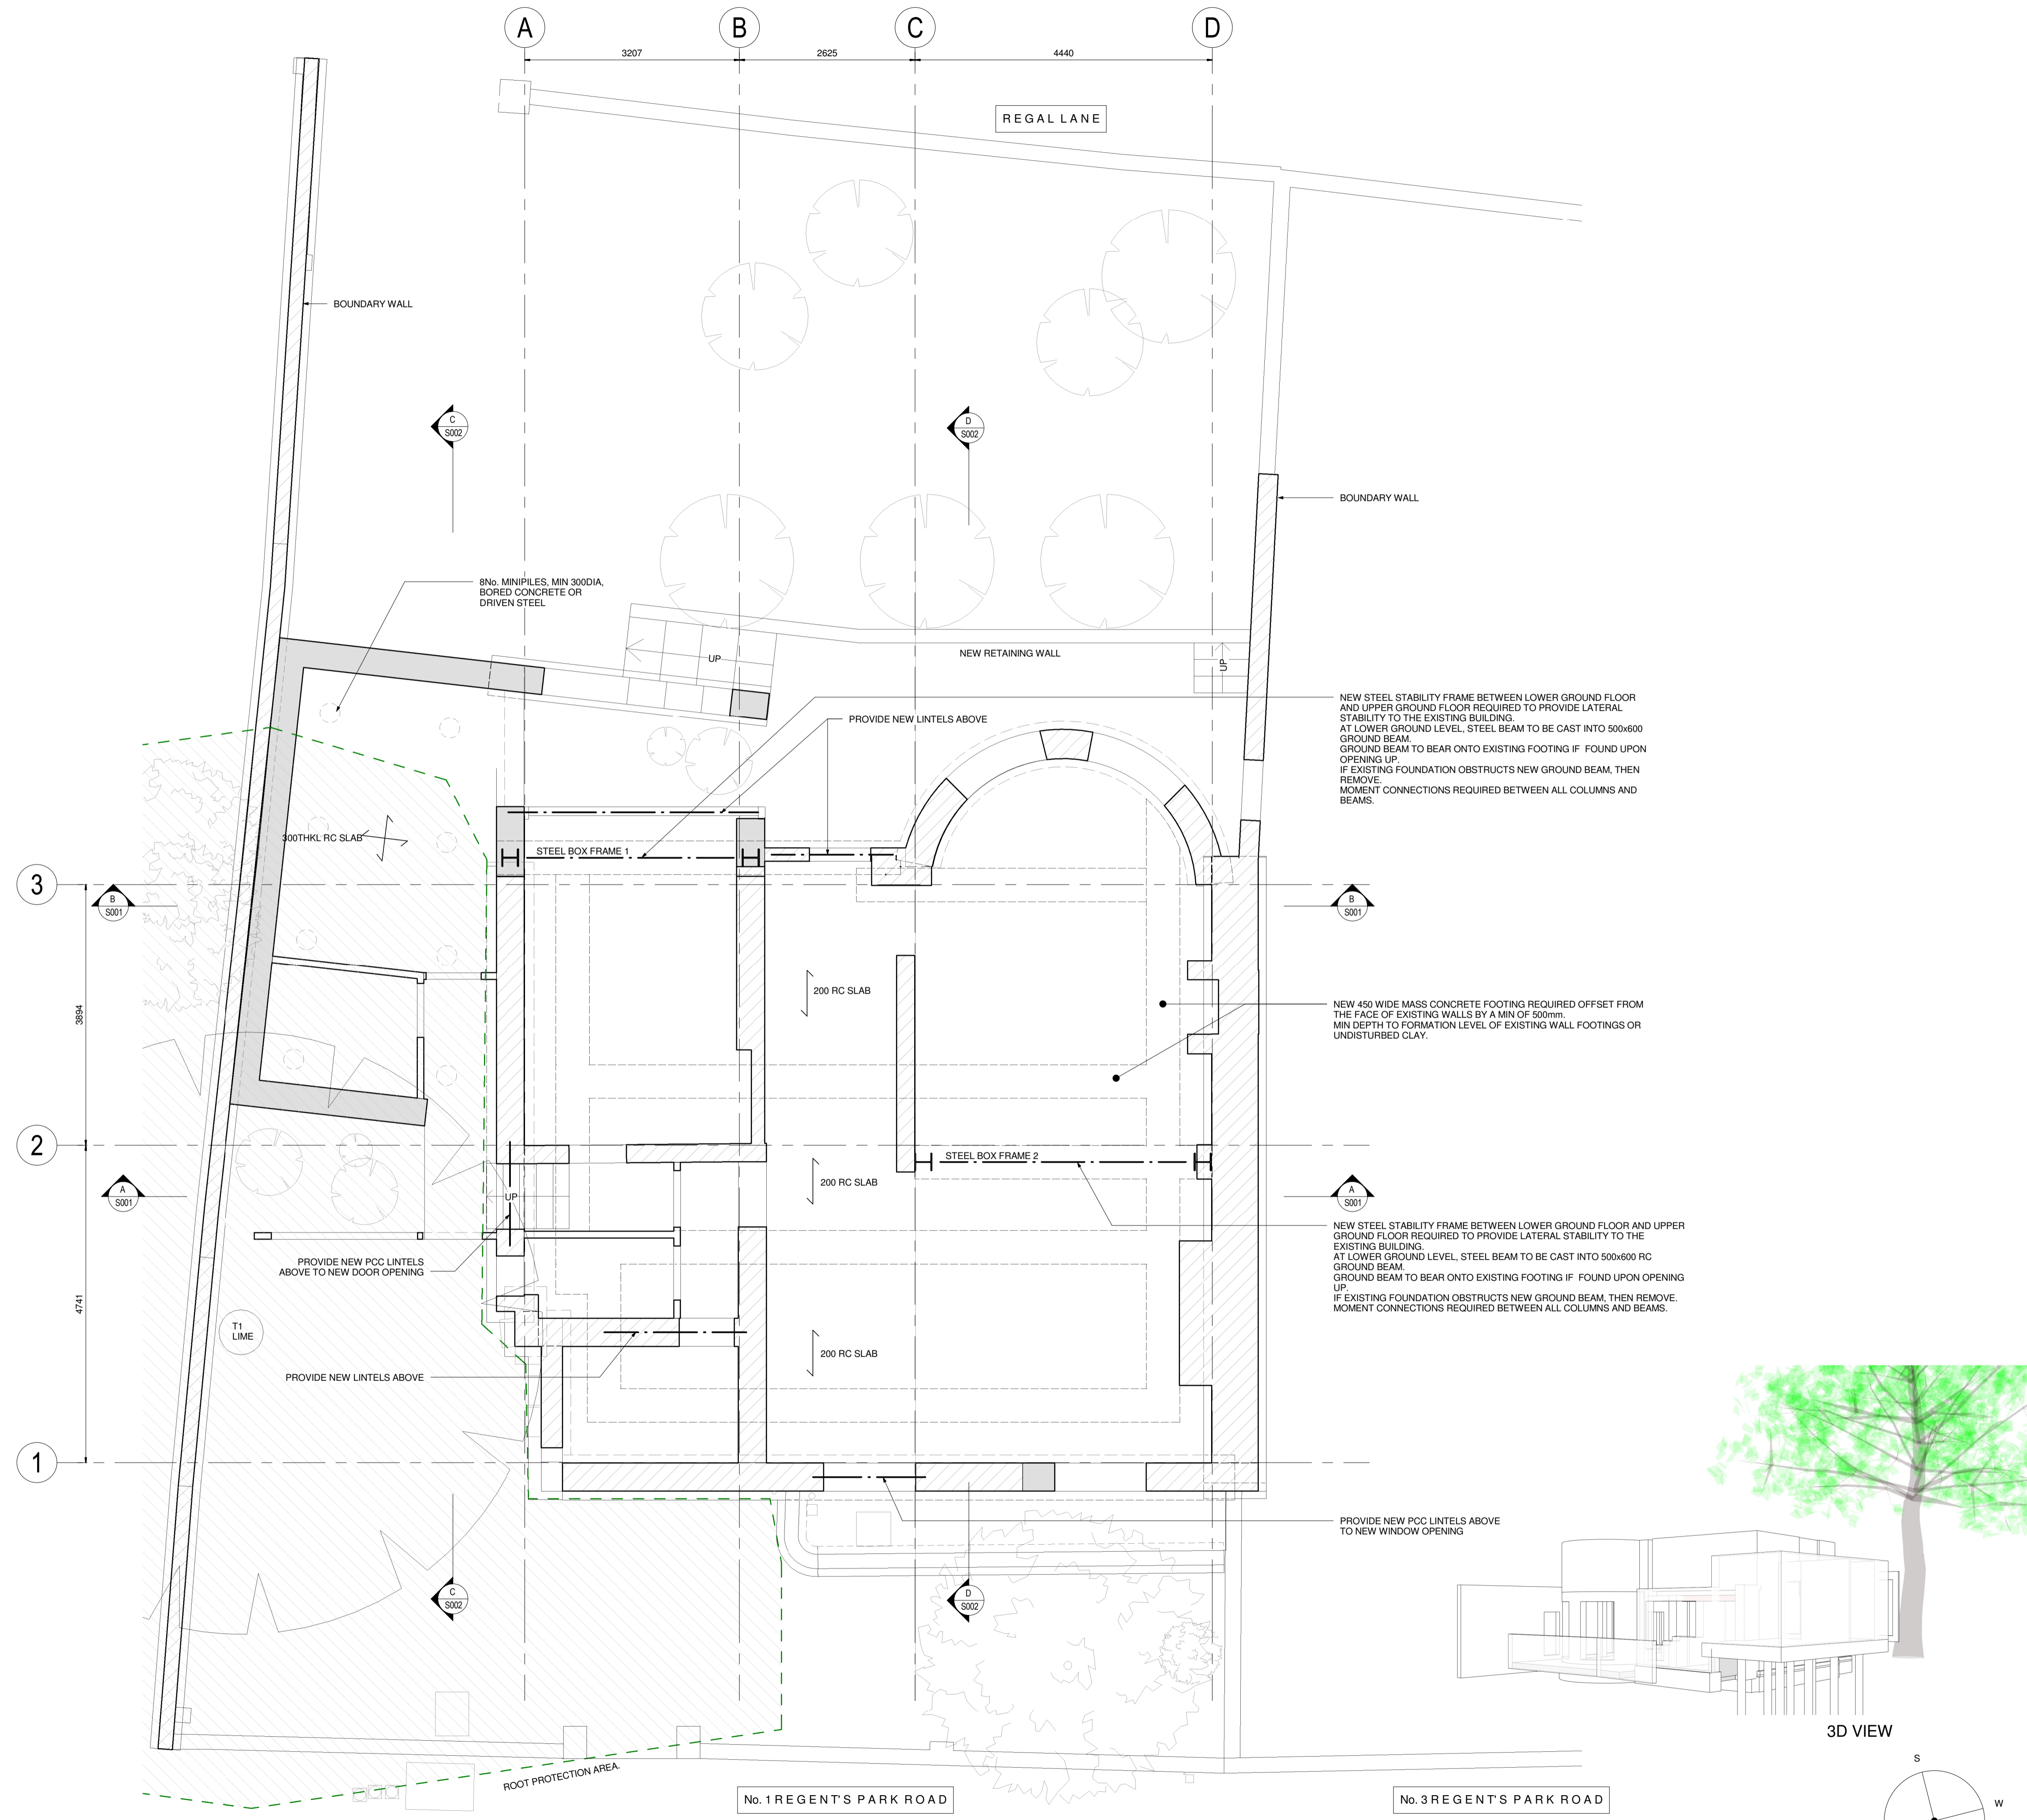 A
B
C
D
3207
2625
4440
REGAL LANE
BOUNDARY WALL
C
S002
D
S002
BOUNDARY WALL
8No. MINIPILES, MIN 300DIA,
BORED CONCRETE OR
DRIVEN STEEL
UP
NEW RETAINING WALL
UP
NEW STEEL STABILITY FRAME BETWEEN LOWER GROUND FLOOR
AND UPPER GROUND FLOOR REQUIRED TO PROVIDE LATERAL
STABILITY TO THE EXISTING BUILDING.
AT LOWER GROUND LEVEL, STEEL BEAM TO BE CAST INTO 500x600
GROUND BEAM.
GROUND BEAM TO BEAR ONTO EXISTING FOOTING IF FOUND UPON
OPENING UP.
IF EXISTING FOUNDATION OBSTRUCTS NEW GROUND BEAM, THEN
REMOVE.
MOMENT CONNECTIONS REQUIRED BETWEEN ALL COLUMNS AND
BEAMS.
PROVIDE NEW LINTELS ABOVE
300THKL RC SLAB
STEEL BOX FRAME 1
3
B
S001
B
S001
3894
200 RC SLAB
NEW 450 WIDE MASS CONCRETE FOOTING REQUIRED OFFSET FROM
THE FACE OF EXISTING WALLS BY A MIN OF 500mm.
MIN DEPTH TO FORMATION LEVEL OF EXISTING WALL FOOTINGS OR
UNDISTURBED CLAY.
2
STEEL BOX FRAME 2
A
S001
UP
200 RC SLAB
A
S001
NEW STEEL STABILITY FRAME BETWEEN LOWER GROUND FLOOR AND UPPER
GROUND FLOOR REQUIRED TO PROVIDE LATERAL STABILITY TO THE
EXISTING BUILDING.
AT LOWER GROUND LEVEL, STEEL BEAM TO BE CAST INTO 500x600 RC
GROUND BEAM.
GROUND BEAM TO BEAR ONTO EXISTING FOOTING IF FOUND UPON OPENING
UP.
IF EXISTING FOUNDATION OBSTRUCTS NEW GROUND BEAM, THEN REMOVE.
MOMENT CONNECTIONS REQUIRED BETWEEN ALL COLUMNS AND BEAMS.
PROVIDE NEW PCC LINTELS
ABOVE TO NEW DOOR OPENING
4741
T1
LIME
200 RC SLAB
PROVIDE NEW LINTELS ABOVE
1
PROVIDE NEW PCC LINTELS ABOVE
TO NEW WINDOW OPENING
C
S002
D
S002
3D VIEW
ROOT PROTECTION AREA.
No. 1 REGENT'S PARK ROAD
No. 3 REGENT'S PARK ROAD
S
W